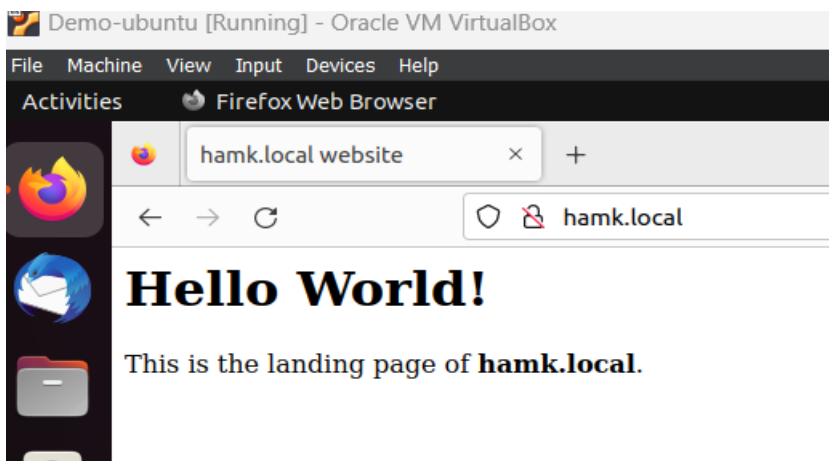 Demo-ubuntu [Running] - Oracle VM VirtualBox
File Machine View Input Devices Help
Activities Firefox Web Browser
hamk.local website
hamk.local
Hello World!
This is the landing page of hamk.local.